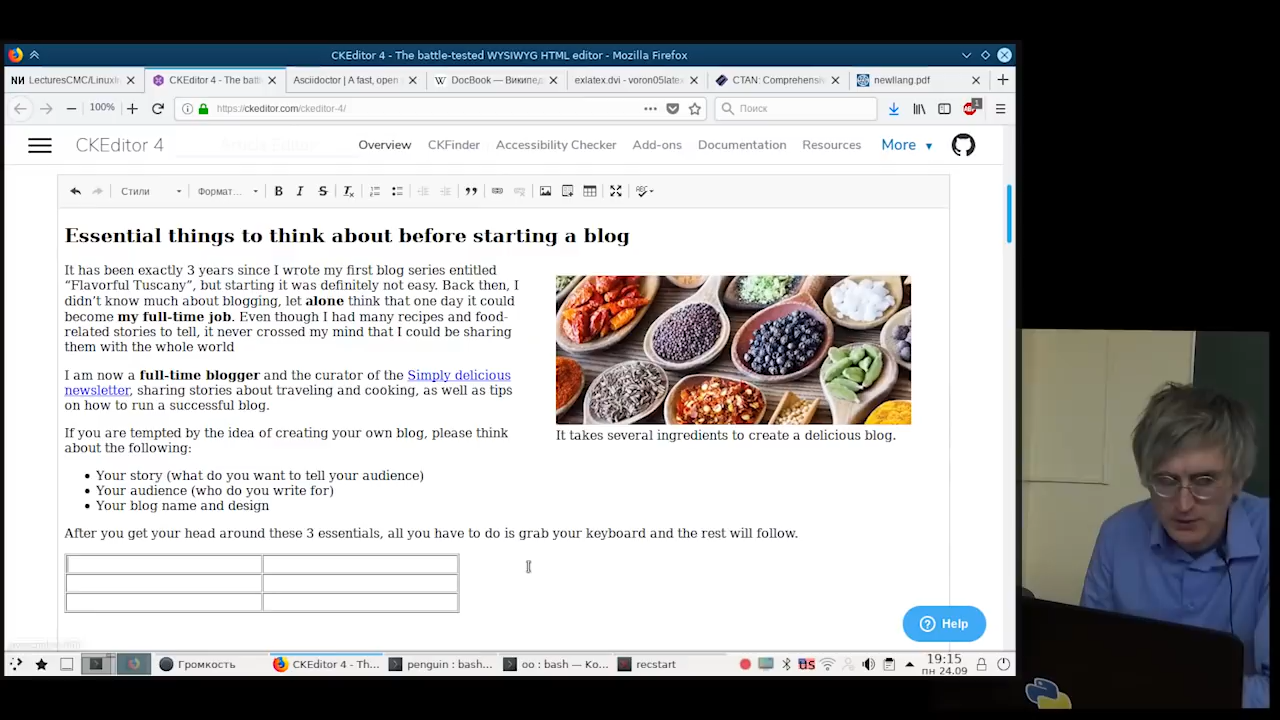 CKEditor 4 - The battle-tested WYSIWYG HTML editor - Mozilla Firefox
LecturesCMC/Linuxin
CKEditor 4 - The batt
Asciidoctor | A fast, open
DocBook — Википед
exlatex.dvi - voron05latex
CTAN: Comprehensiv
newllang.pdf
100%
https://ckeditor.com/ckeditor-4/
Поиск
1
CKEditor 4
Overview
CKFinder
Accessibility Checker
Add-ons
Documentation
Resources
More
Стили
Формат...
B
I
S
Essential things to think about before starting a blog
It has been exactly 3 years since I wrote my first blog series entitled
“Flavorful Tuscany”, but starting it was definitely not easy. Back then, I
didn’t know much about blogging, let alone think that one day it could
become my full-time job. Even though I had many recipes and food-
related stories to tell, it never crossed my mind that I could be sharing
them with the whole world
I am now a full-time blogger and the curator of the Simply delicious
newsletter, sharing stories about traveling and cooking, as well as tips
on how to run a successful blog.
It takes several ingredients to create a delicious blog.
If you are tempted by the idea of creating your own blog, please think
about the following:
• Your story (what do you want to tell your audience)
• Your audience (who do you write for)
• Your blog name and design
After you get your head around these 3 essentials, all you have to do is grab your keyboard and the rest will follow.
Help
Громкость
CKEditor 4 - Th...
penguin : bash...
oo : bash — Ko...
recstart
US
19:15
пн 24.09